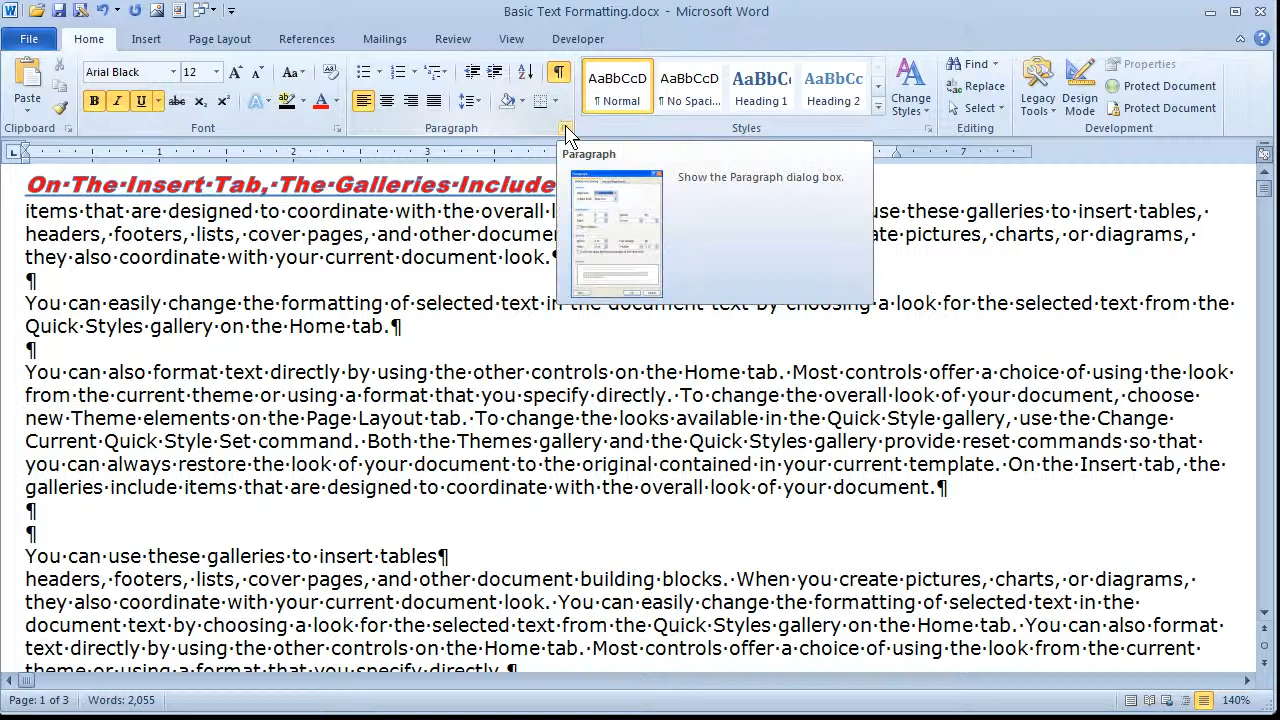 Basic Text Formatting.docx - Microsoft Word
File Home Insert Page Layout References Mailings Review View Developer
Paste
Clipboard
Arial Black 12
B I U abc X₂ X²
Font
Paragraph
AaBbCcD ¶ Normal
AaBbCcD ¶ No Spaci...
AaBbC Heading 1
AaBbCc Heading 2
Change Styles
Styles
Find
Replace
Select
Editing
Legacy Tools
Design Mode
Properties
Protect Document
Protect Document
Development
1 2 3 7
Paragraph
Show the Paragraph dialog box.
On·The·Insert·Tab,·The·Galleries·Include
items·that·are·designed·to·coordinate·with·the·overall·l use·these·galleries·to·insert·tables,·
headers,·footers,·lists,·cover·pages,·and·other·docume te·pictures,·charts,·or·diagrams,·
they·also·coordinate·with·your·current·document·look.¶
¶
You·can·easily·change·the·formatting·of·selected·text·in·the·document·text·by·choosing·a·look·for·the·selected·text·from·the·
Quick·Styles·gallery·on·the·Home·tab.¶
¶
You·can·also·format·text·directly·by·using·the·other·controls·on·the·Home·tab.·Most·controls·offer·a·choice·of·using·the·look·
from·the·current·theme·or·using·a·format·that·you·specify·directly.·To·change·the·overall·look·of·your·document,·choose·
new·Theme·elements·on·the·Page·Layout·tab.·To·change·the·looks·available·in·the·Quick·Style·gallery,·use·the·Change·
Current·Quick·Style·Set·command.·Both·the·Themes·gallery·and·the·Quick·Styles·gallery·provide·reset·commands·so·that·
you·can·always·restore·the·look·of·your·document·to·the·original·contained·in·your·current·template.·On·the·Insert·tab,·the·
galleries·include·items·that·are·designed·to·coordinate·with·the·overall·look·of·your·document.¶
¶
¶
You·can·use·these·galleries·to·insert·tables¶
headers,·footers,·lists,·cover·pages,·and·other·document·building·blocks.·When·you·create·pictures,·charts,·or·diagrams,·
they·also·coordinate·with·your·current·document·look.·You·can·easily·change·the·formatting·of·selected·text·in·the·
document·text·by·choosing·a·look·for·the·selected·text·from·the·Quick·Styles·gallery·on·the·Home·tab.·You·can·also·format·
text·directly·by·using·the·other·controls·on·the·Home·tab.·Most·controls·offer·a·choice·of·using·the·look·from·the·current·
theme·or·using·a·format·that·you·specify·directly.¶
Page: 1 of 3 Words: 2,055 140%